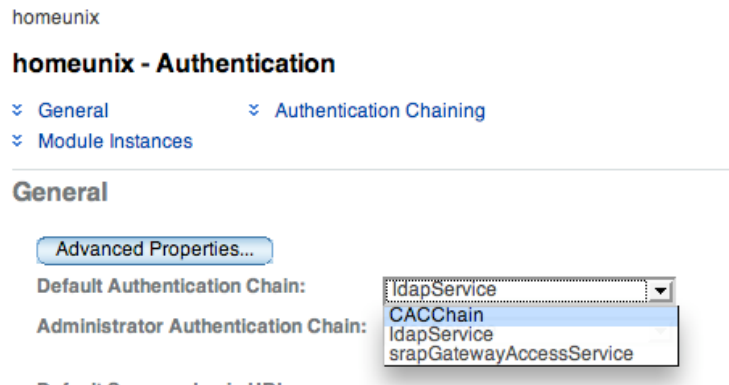 homeunix
homeunix - Authentication
General
Authentication Chaining
Module Instances
General
Advanced Properties...
Default Authentication Chain:
ldapService
CACChain
Administrator Authentication Chain:
ldapService
srapGatewayAccessService